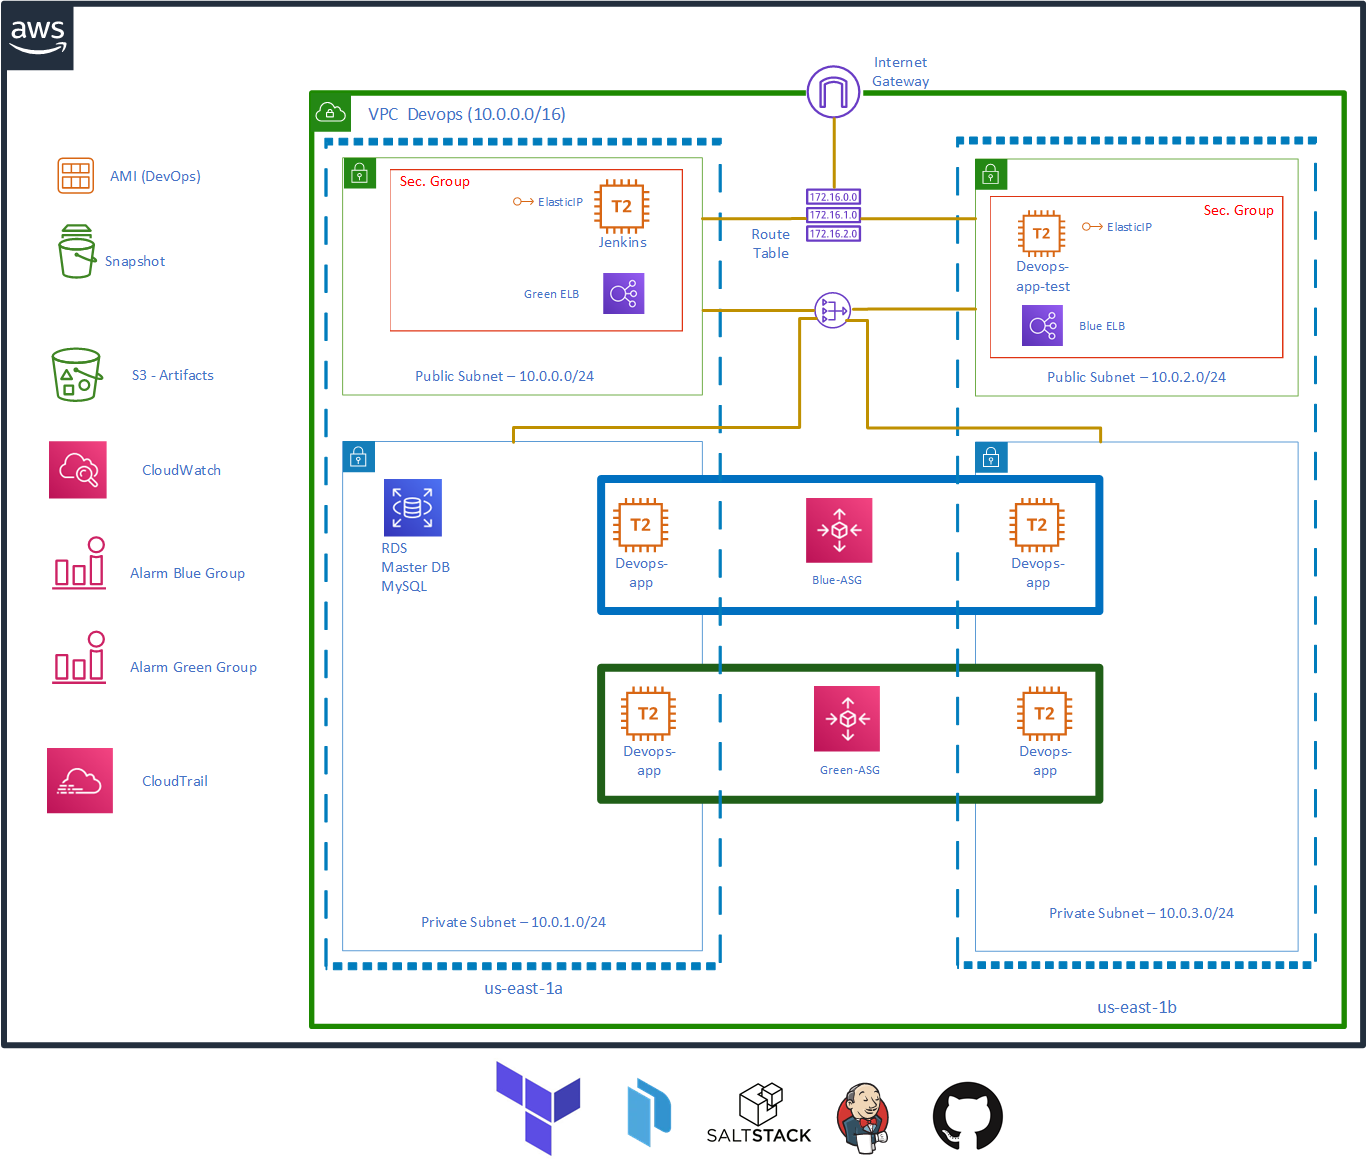 aws
Internet
Gateway
VPC Devops (10.0.0.0/16)
AMI (DevOps)
Snapshot
S3 - Artifacts
CloudWatch
Alarm Blue Group
Alarm Green Group
CloudTrail
Sec. Group
ElasticIP
T2
Jenkins
Green ELB
Public Subnet – 10.0.0.0/24
172.16.0.0
172.16.1.0
172.16.2.0
Route
Table
Sec. Group
T2
ElasticIP
Devops-
app-test
Blue ELB
Public Subnet – 10.0.2.0/24
RDS
Master DB
MySQL
T2
Devops-
app
Blue-ASG
T2
Devops-
app
T2
Devops-
app
Green-ASG
T2
Devops-
app
Private Subnet – 10.0.1.0/24
Private Subnet – 10.0.3.0/24
us-east-1a
us-east-1b
SALTSTACK